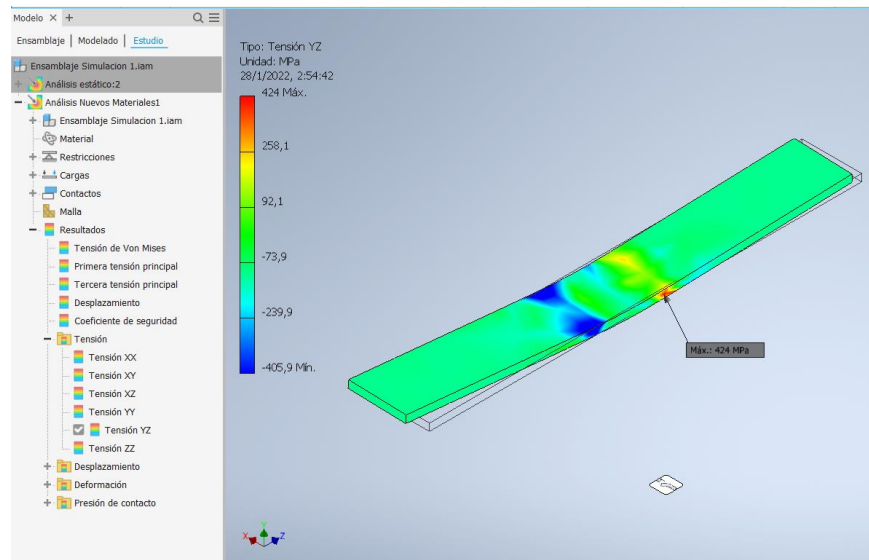 Modelo × +
Ensamblaje | Modelado | Estudio
Ensamblaje Simulacion 1.iam
Análisis estático:2
Análisis Nuevos Materiales1
Ensamblaje Simulacion 1.iam
Material
Restricciones
Cargas
Contactos
Malla
Resultados
Tensión de Von Mises
Primera tensión principal
Tercera tensión principal
Desplazamiento
Coeficiente de seguridad
Tensión
Tensión XX
Tensión XY
Tensión XZ
Tensión YY
Tensión YZ
Tensión ZZ
Desplazamiento
Deformación
Presión de contacto
Tipo: Tensión YZ
Unidad: MPa
28/1/2022, 2:54:42
424 Máx.
258,1
92,1
-73,9
-239,9
-405,9 Mín.
Máx.: 424 MPa
Y
X Z